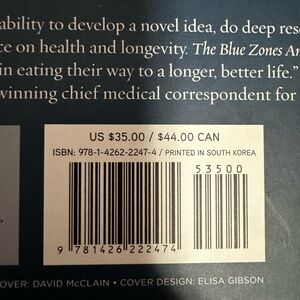 ability to develop a novel idea, do deep rese
ce on health and longevity. The Blue Zones Am
in eating their way to a longer, better life."
winning chief medical correspondent for
US $35.00 / $44.00 CAN
ISBN: 978-1-4262-2247-4 / PRINTED IN SOUTH KOREA
53500
9 781426 222474
OVER: DAVID McCLAIN • COVER DESIGN: ELISA GIBSON